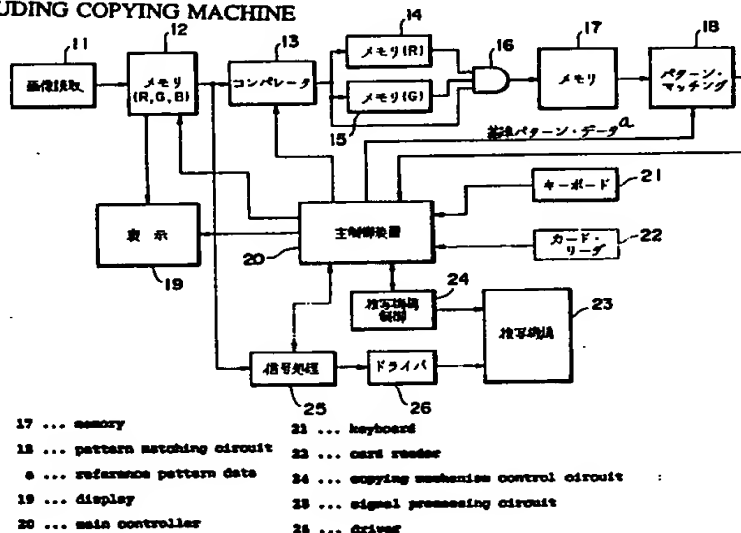 UDING COPYING MACHINE
11
画像読取
12
メモリ
(R,G,B)
13
コンパレータ
14
メモリ(R)
メモリ(G)
15
16
17
メモリ
18
パターン・
マッチング
基準パターン・データ a
表示
19
主制御装置
20
キーボード
21
カード・
リーダ
22
24
複写機構
制御
複写機構
23
信号処理
25
ドライバ
26
17 ... memory
18 ... pattern matching circuit
a ... reference pattern data
19 ... display
20 ... main controller
21 ... keyboard
22 ... card reader
24 ... copying mechanism control circuit
25 ... signal processing circuit
26 ... driver